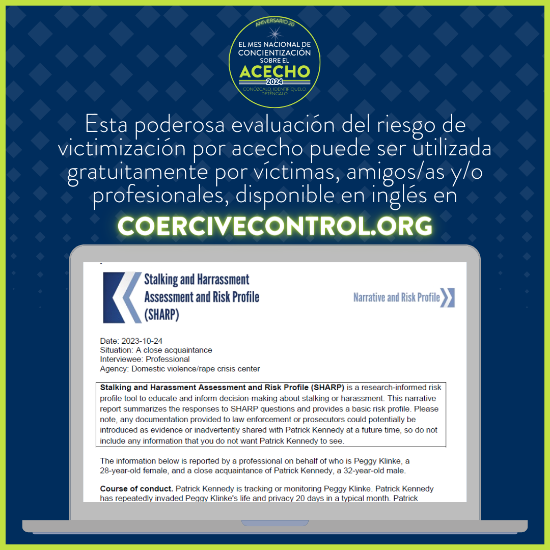 ANIVERSARIO 20
EL MES NACIONAL DE
CONCIENTIZACIÓN
SOBRE EL
ACECHO
2024
CONÓZCALO. IDENTIFÍQUELO.
DETÉNGALO.
Esta poderosa evaluación del riesgo de
victimización por acecho puede ser utilizada
gratuitamente por víctimas, amigos/as y/o
profesionales, disponible en inglés en
COERCIVECONTROL.ORG
Stalking and Harrassment
Assessment and Risk Profile
(SHARP)
Narrative and Risk Profile
Date: 2023-10-24
Situation: A close acquaintance
Interviewee: Professional
Agency: Domestic violence/rape crisis center
Stalking and Harassment Assessment and Risk Profile (SHARP) is a research-informed risk
profile tool to educate and inform decision-making about stalking or harassment. This narrative
report summarizes the responses to SHARP questions and provides a basic risk profile. Please
note, any documentation provided to law enforcement or prosecutors could potentially be
introduced as evidence or inadvertently shared with Patrick Kennedy at a future time, so do not
include any information that you do not want Patrick Kennedy to see.
The information below is reported by a professional on behalf of who is Peggy Klinke, a
28-year-old female, and a close acquaintance of Patrick Kennedy, a 32-year-old male.
Course of conduct. Patrick Kennedy is tracking or monitoring Peggy Klinke. Patrick Kennedy
has repeatedly invaded Peggy Klinke's life and privacy 20 days in a typical month. Patrick